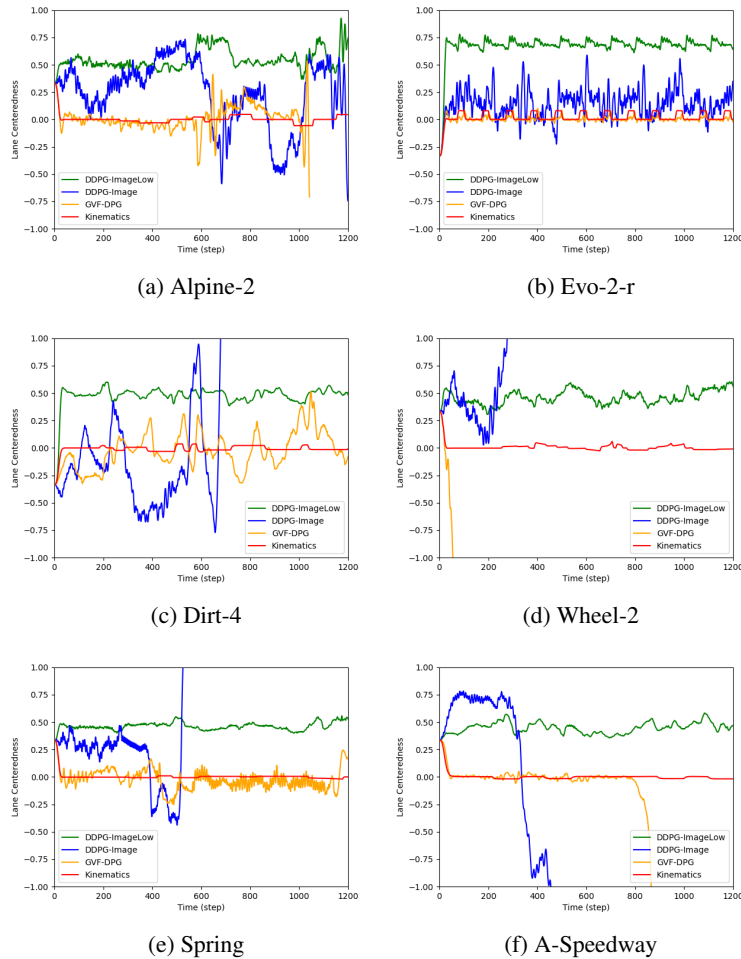 1.00
0.75
0.50
0.25
0.00
−0.25
−0.50
−0.75
−1.00
Lane Centeredness
0 200 400 600 800 1000 1200
Time (step)
DDPG-ImageLow
DDPG-Image
GVF-DPG
Kinematics
(a) Alpine-2
1.00
0.75
0.50
0.25
0.00
−0.25
−0.50
−0.75
−1.00
Lane Centeredness
0 200 400 600 800 1000 1200
Time (step)
DDPG-ImageLow
DDPG-Image
GVF-DPG
Kinematics
(b) Evo-2-r
1.00
0.75
0.50
0.25
0.00
−0.25
−0.50
−0.75
−1.00
Lane Centeredness
0 200 400 600 800 1000 1200
Time (step)
DDPG-ImageLow
DDPG-Image
GVF-DPG
Kinematics
(c) Dirt-4
1.00
0.75
0.50
0.25
0.00
−0.25
−0.50
−0.75
−1.00
Lane Centeredness
0 200 400 600 800 1000 1200
Time (step)
DDPG-ImageLow
DDPG-Image
GVF-DPG
Kinematics
(d) Wheel-2
1.00
0.75
0.50
0.25
0.00
−0.25
−0.50
−0.75
−1.00
Lane Centeredness
0 200 400 600 800 1000 1200
Time (step)
DDPG-ImageLow
DDPG-Image
GVF-DPG
Kinematics
(e) Spring
1.00
0.75
0.50
0.25
0.00
−0.25
−0.50
−0.75
−1.00
Lane Centeredness
0 200 400 600 800 1000 1200
Time (step)
DDPG-ImageLow
DDPG-Image
GVF-DPG
Kinematics
(f) A-Speedway